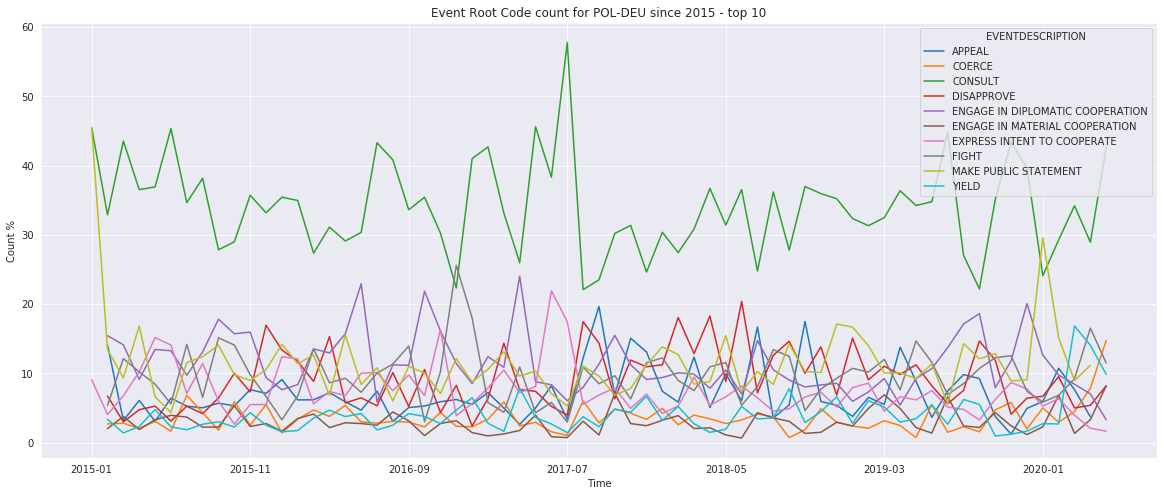 Event Root Code count for POL-DEU since 2015 - top 10
60
50
40
30
20
10
0
Count %
EVENTDESCRIPTION
APPEAL
COERCE
CONSULT
DISAPPROVE
ENGAGE IN DIPLOMATIC COOPERATION
ENGAGE IN MATERIAL COOPERATION
EXPRESS INTENT TO COOPERATE
FIGHT
MAKE PUBLIC STATEMENT
YIELD
2015-01 2015-11 2016-09 2017-07 2018-05 2019-03 2020-01
Time